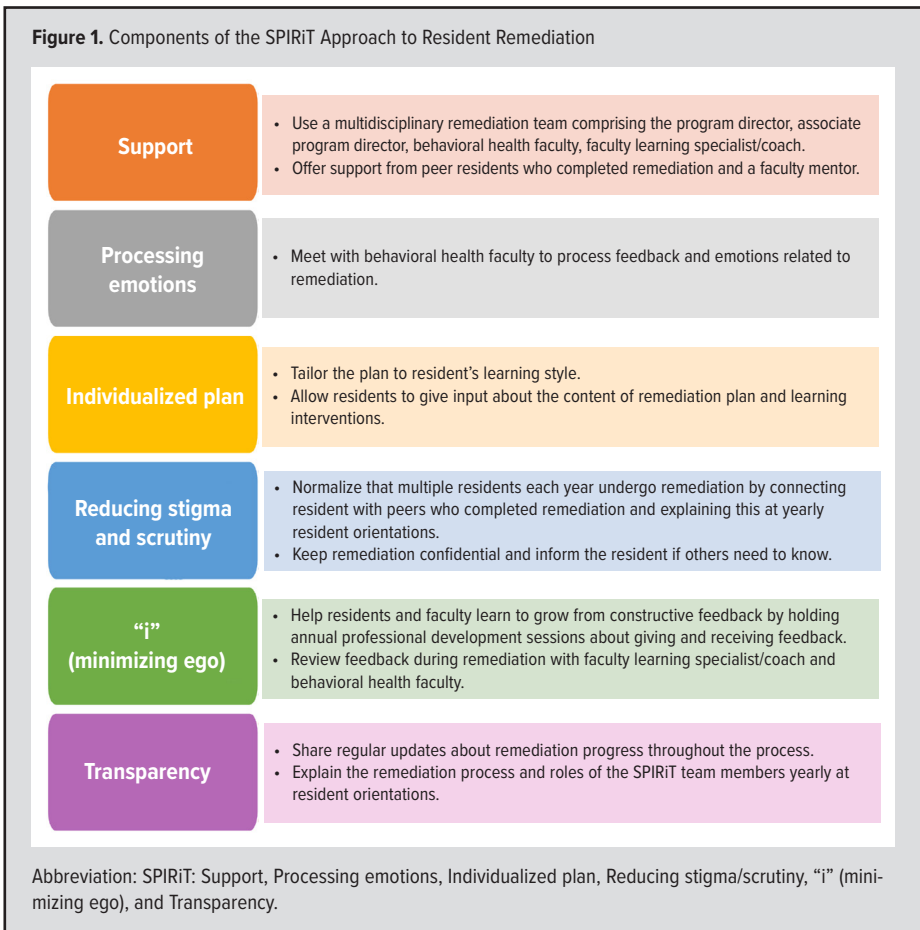 Figure 1. Components of the SPIRiT Approach to Resident Remediation
Support
• Use a multidisciplinary remediation team comprising the program director, associate
program director, behavioral health faculty, faculty learning specialist/coach.
• Offer support from peer residents who completed remediation and a faculty mentor.
Processing
emotions
• Meet with behavioral health faculty to process feedback and emotions related to
remediation.
Individualized plan
• Tailor the plan to resident’s learning style.
• Allow residents to give input about the content of remediation plan and learning
interventions.
Reducing stigma
and scrutiny
• Normalize that multiple residents each year undergo remediation by connecting
resident with peers who completed remediation and explaining this at yearly
resident orientations.
• Keep remediation confidential and inform the resident if others need to know.
“i”
(minimizing ego)
• Help residents and faculty learn to grow from constructive feedback by holding
annual professional development sessions about giving and receiving feedback.
• Review feedback during remediation with faculty learning specialist/coach and
behavioral health faculty.
Transparency
• Share regular updates about remediation progress throughout the process.
• Explain the remediation process and roles of the SPIRiT team members yearly at
resident orientations.
Abbreviation: SPIRiT: Support, Processing emotions, Individualized plan, Reducing stigma/scrutiny, “i” (mini-
mizing ego), and Transparency.